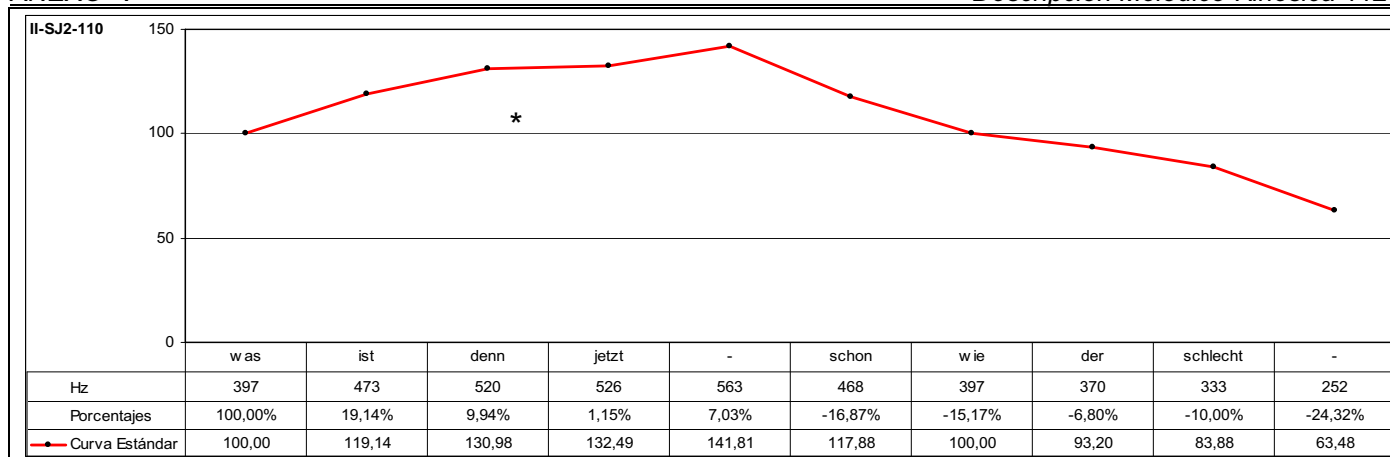 II-SJ2-110
150
*
100
50
0
was ist denn jetzt - schon wie der schlecht -
Hz 397 473 520 526 563 468 397 370 333 252
Porcentajes 100,00% 19,14% 9,94% 1,15% 7,03% -16,87% -15,17% -6,80% -10,00% -24,32%
Curva Estándar 100,00 119,14 130,98 132,49 141,81 117,88 100,00 93,20 83,88 63,48